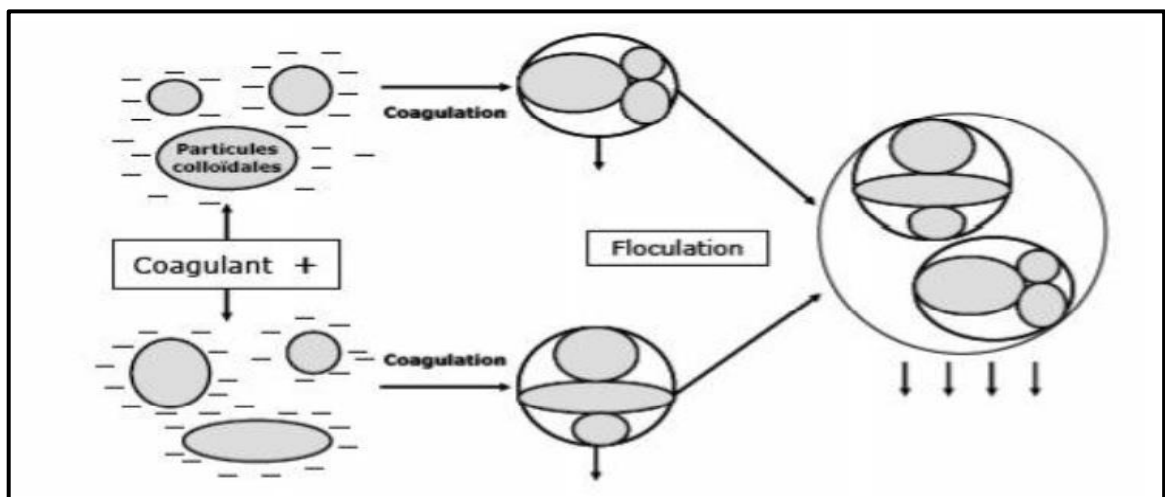 Coagulation
Particules
colloïdales
Coagulant +
Floculation
Coagulation